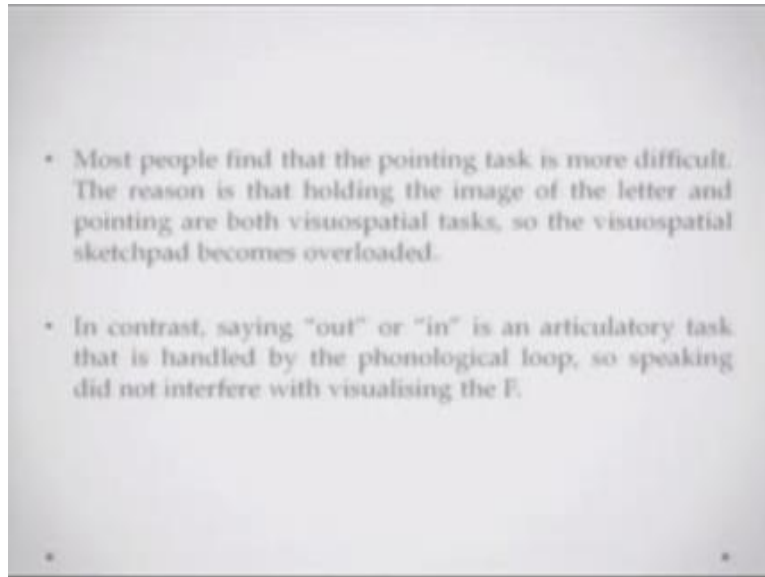 • Most people find that the pointing task is more difficult.
The reason is that holding the image of the letter and
pointing are both visuospatial tasks, so the visuospatial
sketchpad becomes overloaded.
• In contrast, saying "out" or "in" is an articulatory task
that is handled by the phonological loop, so speaking
did not interfere with visualising the F.